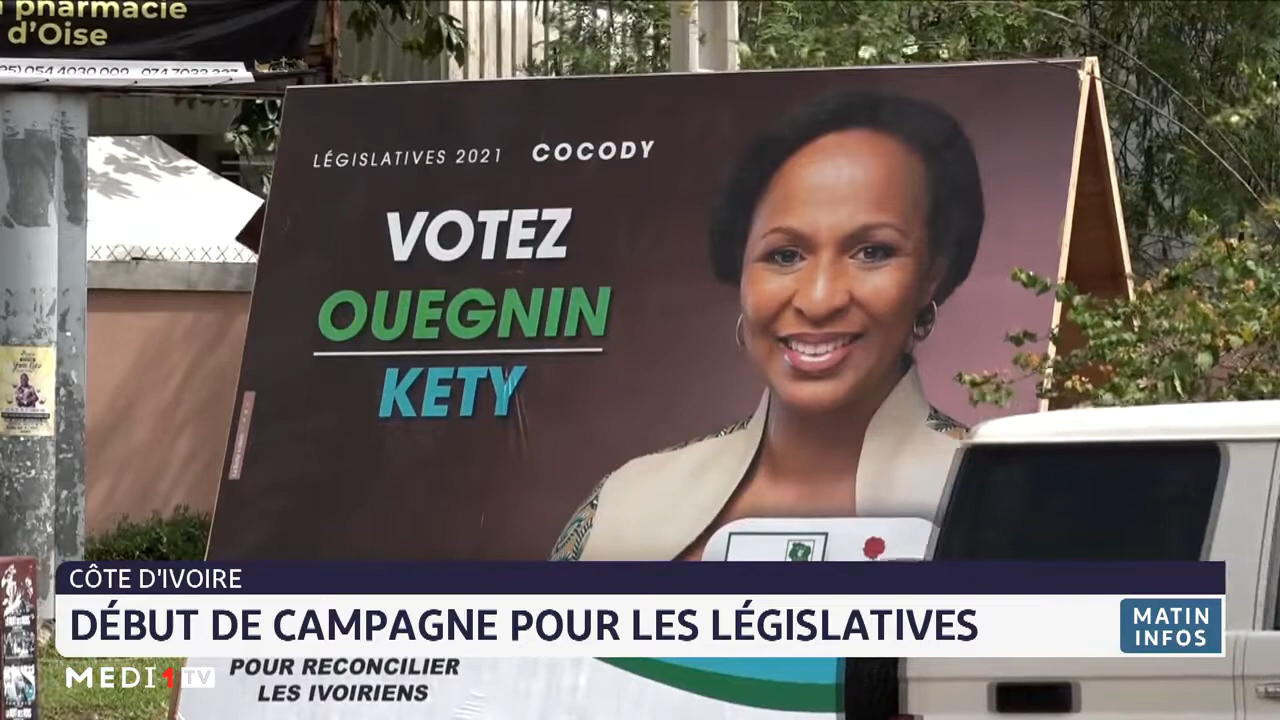 pharmacie
d'Oise
LÉGISLATIVES 2021 COCODY
VOTEZ
OUEGNIN
KETY
CÔTE D'IVOIRE
DÉBUT DE CAMPAGNE POUR LES LÉGISLATIVES
MATIN
INFOS
MEDI1TV
POUR RECONCILIER
LES IVOIRIENS